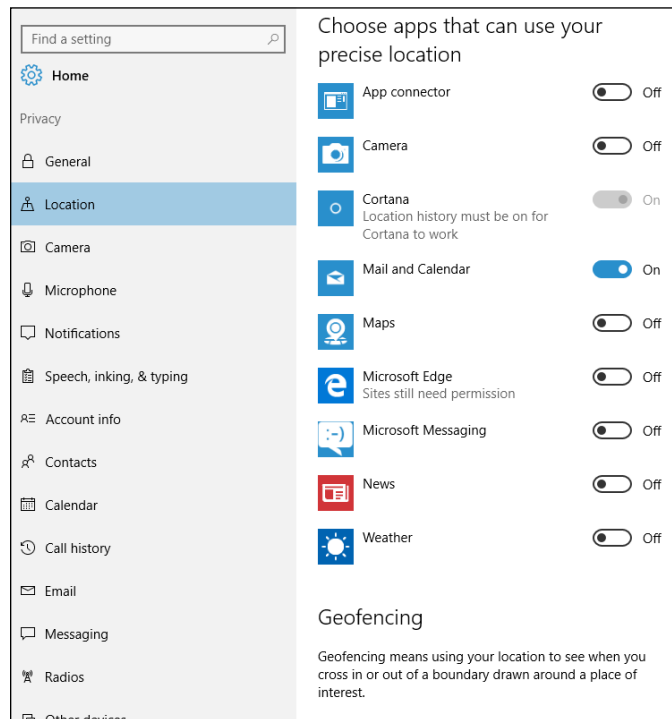 Find a setting
Home
Privacy
General
Location
Camera
Microphone
Notifications
Speech, inking, & typing
Account info
Contacts
Calendar
Call history
Email
Messaging
Radios
Other devices
Choose apps that can use your
precise location
App connector
Off
Camera
Off
Cortana
Location history must be on for
Cortana to work
On
Mail and Calendar
On
Maps
Off
Microsoft Edge
Sites still need permission
Off
:-)
Microsoft Messaging
Off
News
Off
Weather
Off
Geofencing
Geofencing means using your location to see when you
cross in or out of a boundary drawn around a place of
interest.